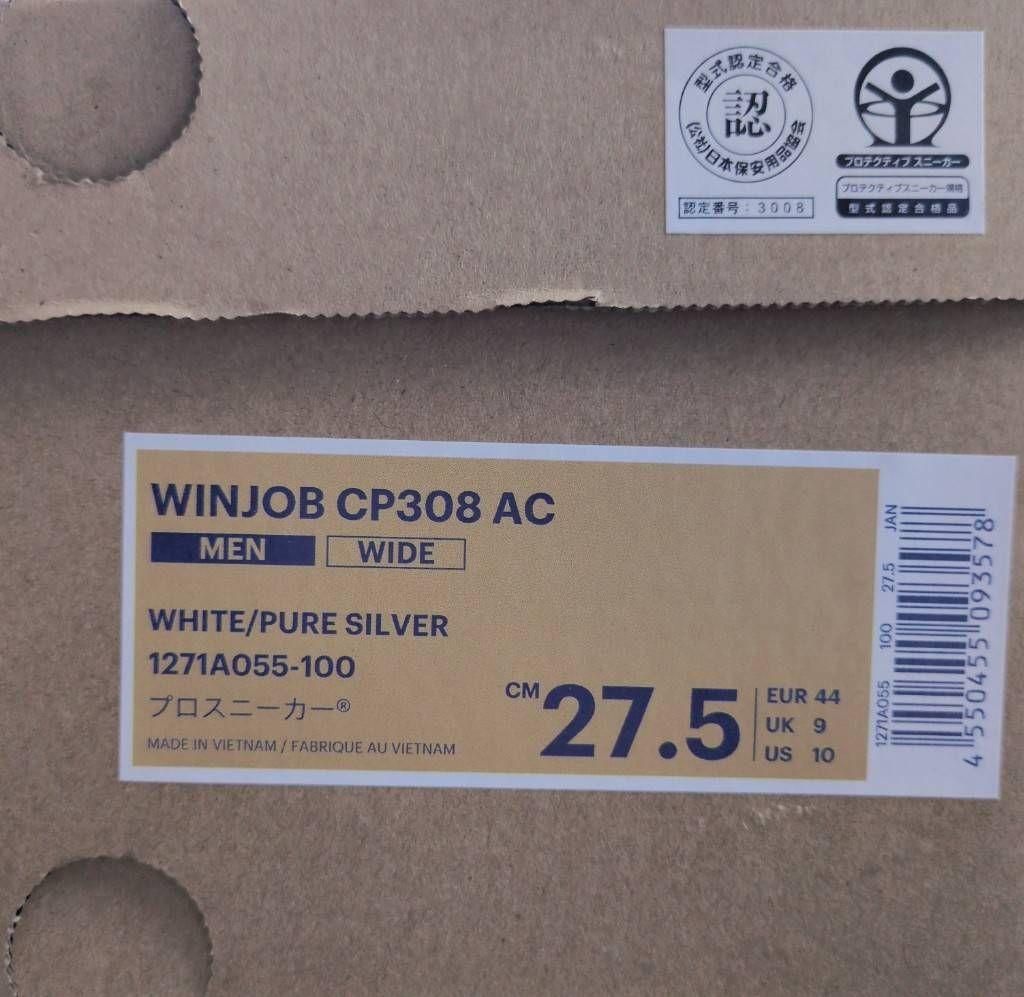 型式認定合格
認
(公社)日本保安用品協会
認定番号：3008
プロテクティブ スニーカー
プロテクティブスニーカー規格
型式認定合格品
WINJOB CP308 AC
MEN WIDE
WHITE/PURE SILVER
1271A055-100
プロスニーカー®
MADE IN VIETNAM / FABRIQUE AU VIETNAM
CM 27.5
EUR 44
UK 9
US 10
1271A055 100 27.5 JAN
4 550455 093578